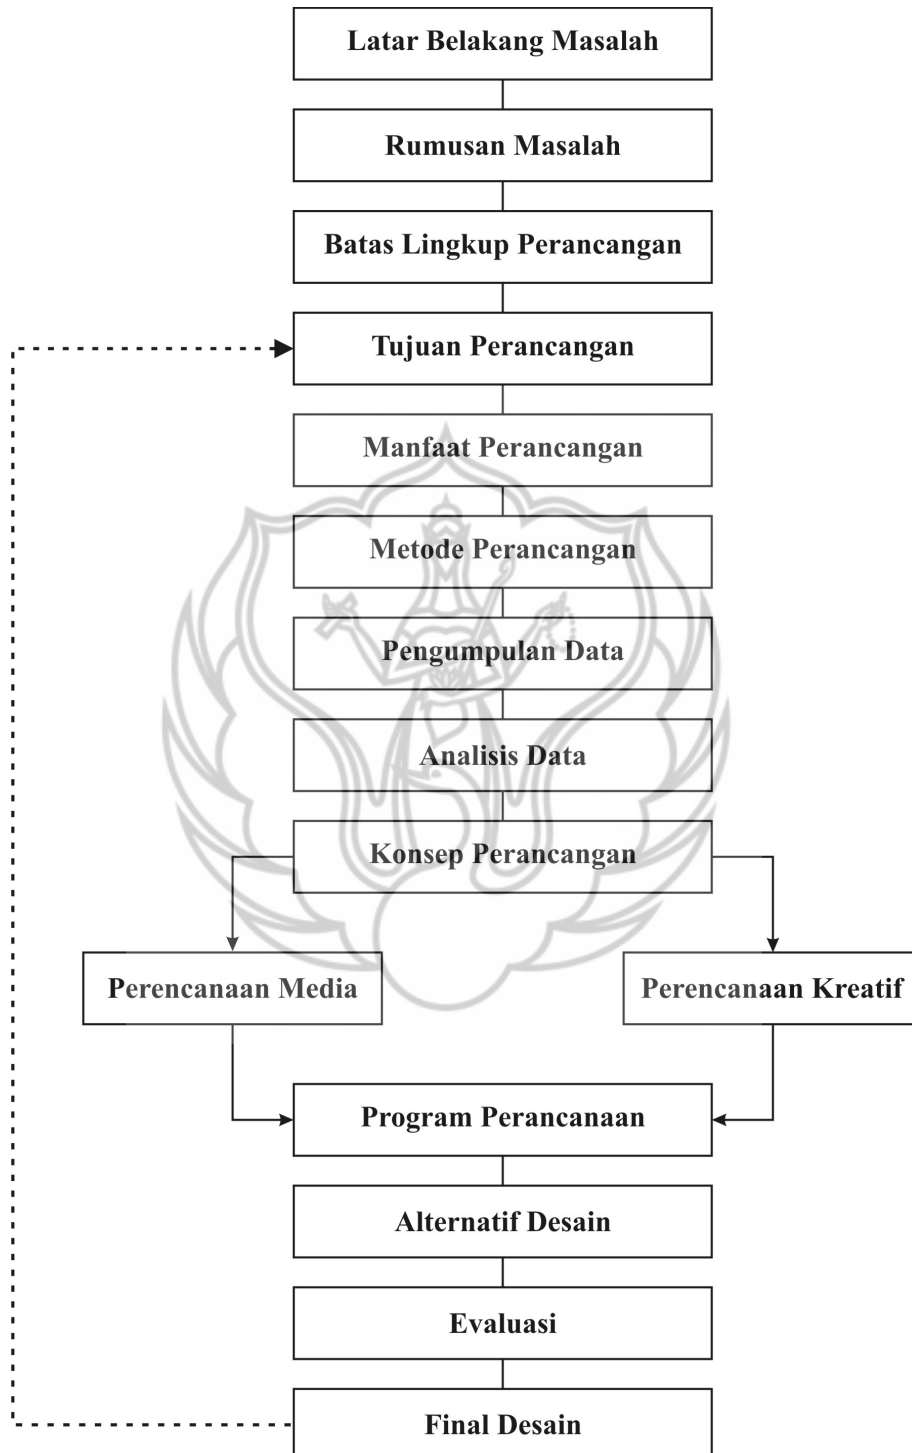 Latar Belakang Masalah
Rumusan Masalah
Batas Lingkup Perancangan
Tujuan Perancangan
Manfaat Perancangan
Metode Perancangan
Pengumpulan Data
Analisis Data
Konsep Perancangan
Perencanaan Media
Perencanaan Kreatif
Program Perancanaan
Alternatif Desain
Evaluasi
Final Desain